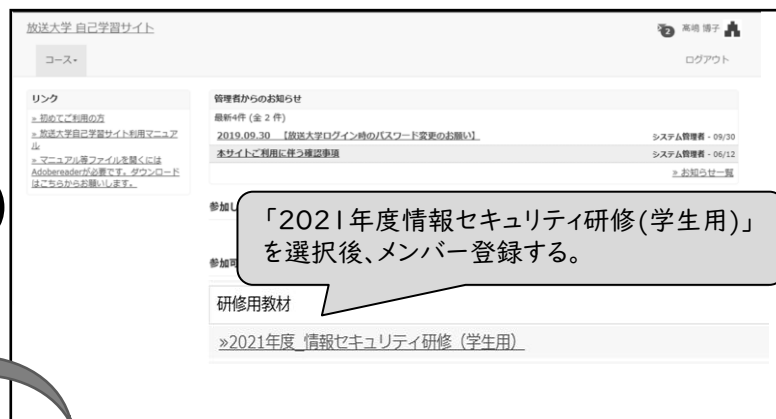 放送大学 自己学習サイト
2 髙嶋 博子
コース
ログアウト
リンク
» 初めてご利用の方
» 放送大学自己学習サイト利用マニュア
ル
» マニュアル等ファイルを開くには
Adobereaderが必要です。ダウンロード
はこちらからお願いします。
管理者からのお知らせ
最新4件 (全 2 件)
2019.09.30 【放送大学ログイン時のパスワード変更のお願い】 システム管理者 - 09/30
本サイトご利用に伴う確認事項 システム管理者 - 06/12
» お知らせ一覧
参加し
「2021年度情報セキュリティ研修(学生用)」
を選択後、メンバー登録する。
参加可
研修用教材
»2021年度_情報セキュリティ研修（学生用）